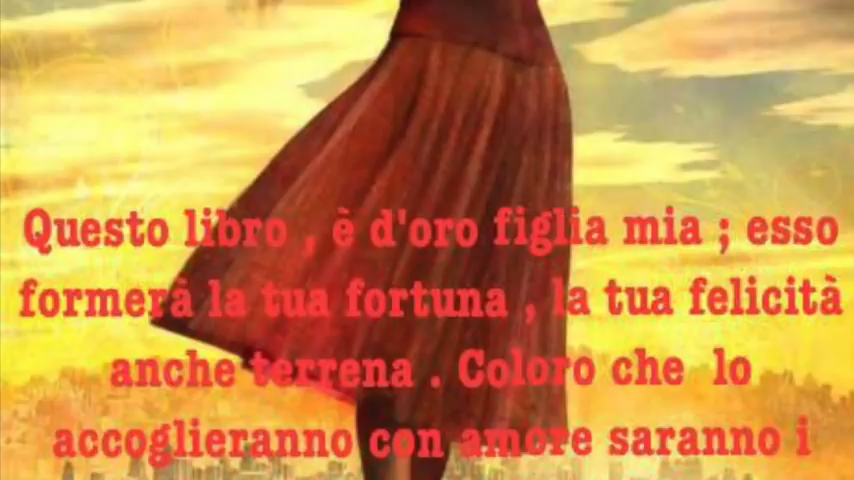 Questo libro , è d'oro figlia mia ; esso
formerà la tua fortuna , la tua felicità
anche terrena . Coloro che lo
accoglieranno con amore saranno i